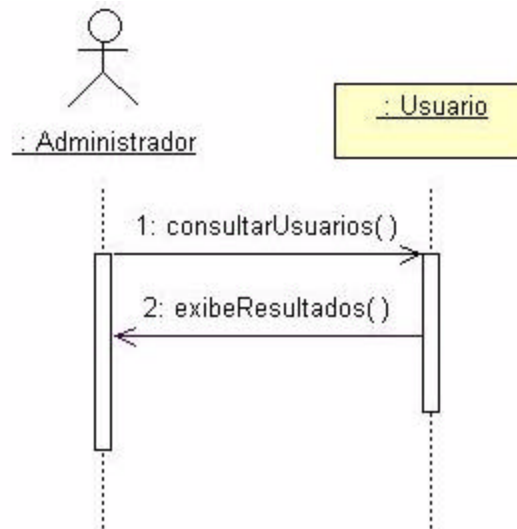 : Usuario
: Administrador
1: consultarUsuarios( )
2: exibeResultados( )